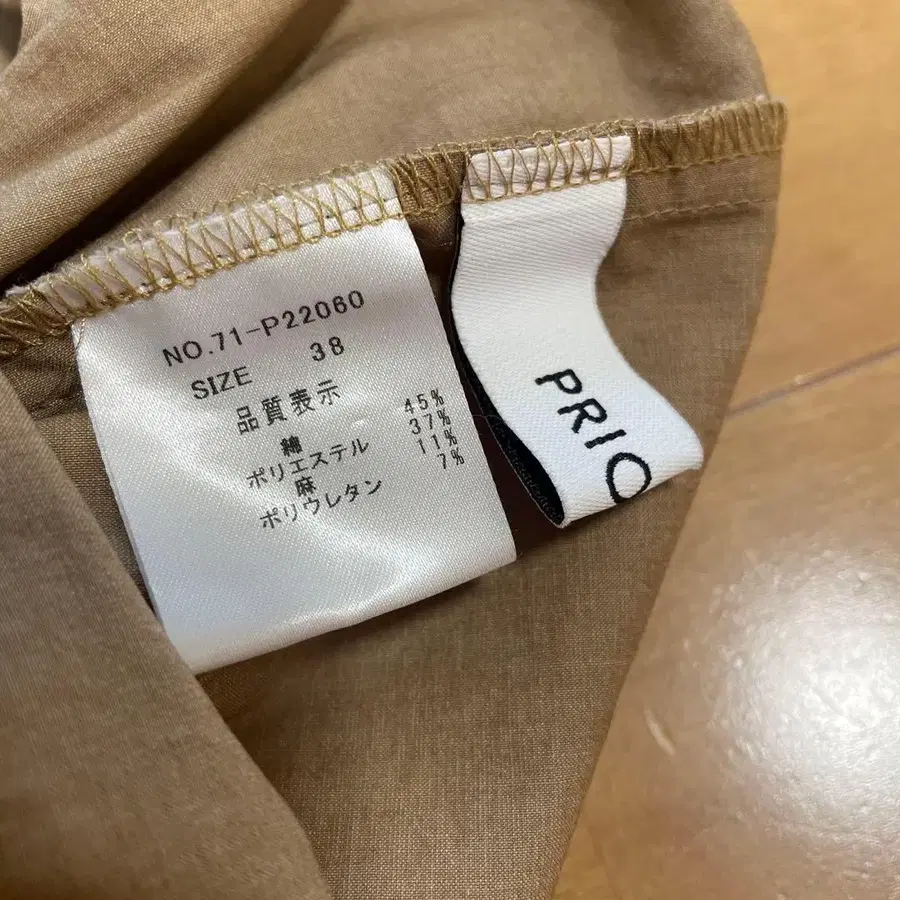 NO.71-P22060
SIZE 38
品質表示
綿 45%
ポリエステル 37%
麻 11%
ポリウレタン 7%
PRIO